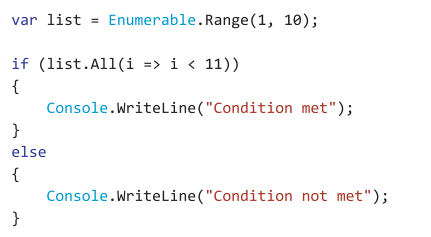 var list = Enumerable.Range(1, 10);

if (list.All(i => i < 11))
{
    Console.WriteLine("Condition met");
}
else
{
    Console.WriteLine("Condition not met");
}